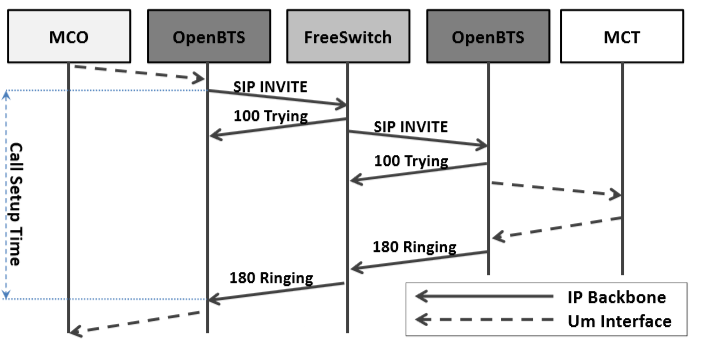 MCO
OpenBTS
FreeSwitch
OpenBTS
MCT
SIP INVITE
100 Trying
SIP INVITE
100 Trying
Call Setup Time
180 Ringing
180 Ringing
IP Backbone
Um Interface